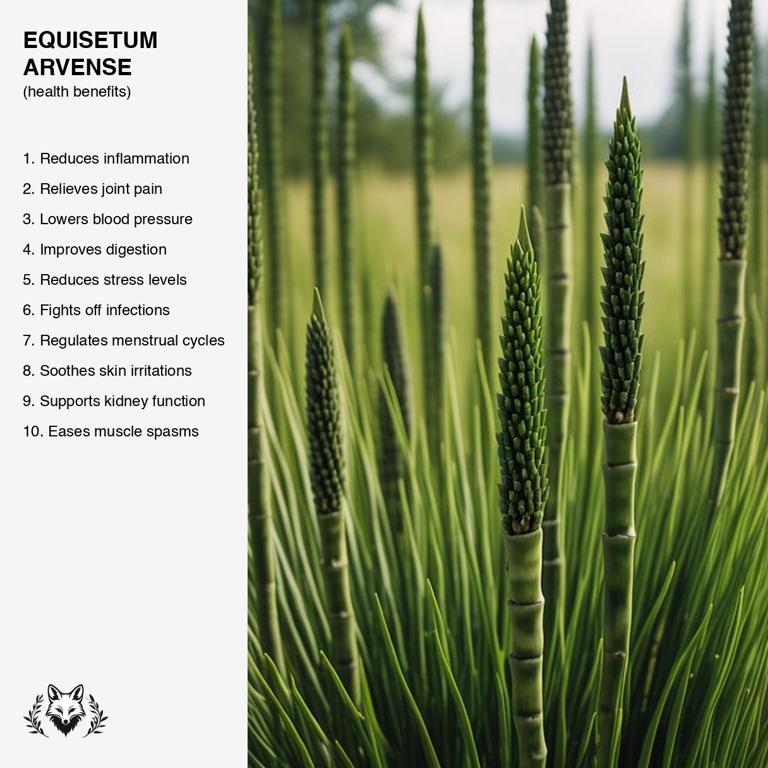 EQUISETUM
ARVENSE
(health benefits)
1. Reduces inflammation
2. Relieves joint pain
3. Lowers blood pressure
4. Improves digestion
5. Reduces stress levels
6. Fights off infections
7. Regulates menstrual cycles
8. Soothes skin irritations
9. Supports kidney function
10. Eases muscle spasms